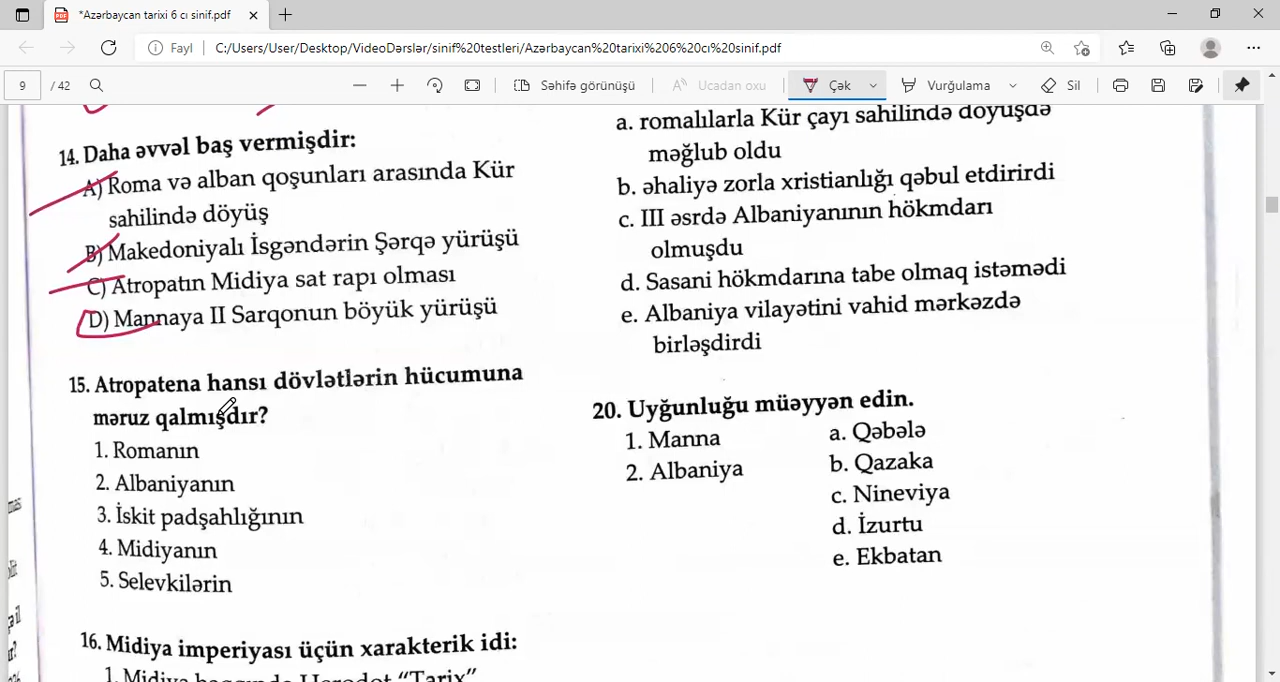 *Azərbaycan tarixi 6 cı sinif.pdf
Fayl C:/Users/User/Desktop/VideoDərslər/sinif%20testleri/Azərbaycan%20tarixi%206%20cı%20sinif.pdf
9 / 42
Səhifə görünüşü
Ucadan oxu
Çək
Vurğulama
Sil
14. Daha əvvəl baş vermişdir:
A) Roma və alban qoşunları arasında Kür
sahilində döyüş
B) Makedoniyalı İsgəndərin Şərqə yürüşü
C) Atropatın Midiya sat rapı olması
D) Mannaya II Sarqonun böyük yürüşü
15. Atropatena hansı dövlətlərin hücumuna
məruz qalmışdır?
1. Romanın
2. Albaniyanın
3. İskit padşahlığının
4. Midiyanın
5. Selevkilərin
16. Midiya imperiyası üçün xarakterik idi:
1. Midiya haqqında Herodot “Tarix”
a. romalılarla Kür çayı sahilində döyüşdə
məğlub oldu
b. əhaliyə zorla xristianlığı qəbul etdirirdi
c. III əsrdə Albaniyanının hökmdarı
olmuşdu
d. Sasani hökmdarına tabe olmaq istəmədi
e. Albaniya vilayətini vahid mərkəzdə
birləşdirdi
20. Uyğunluğu müəyyən edin.
1. Manna
2. Albaniya
a. Qəbələ
b. Qazaka
c. Nineviya
d. İzurtu
e. Ekbatan